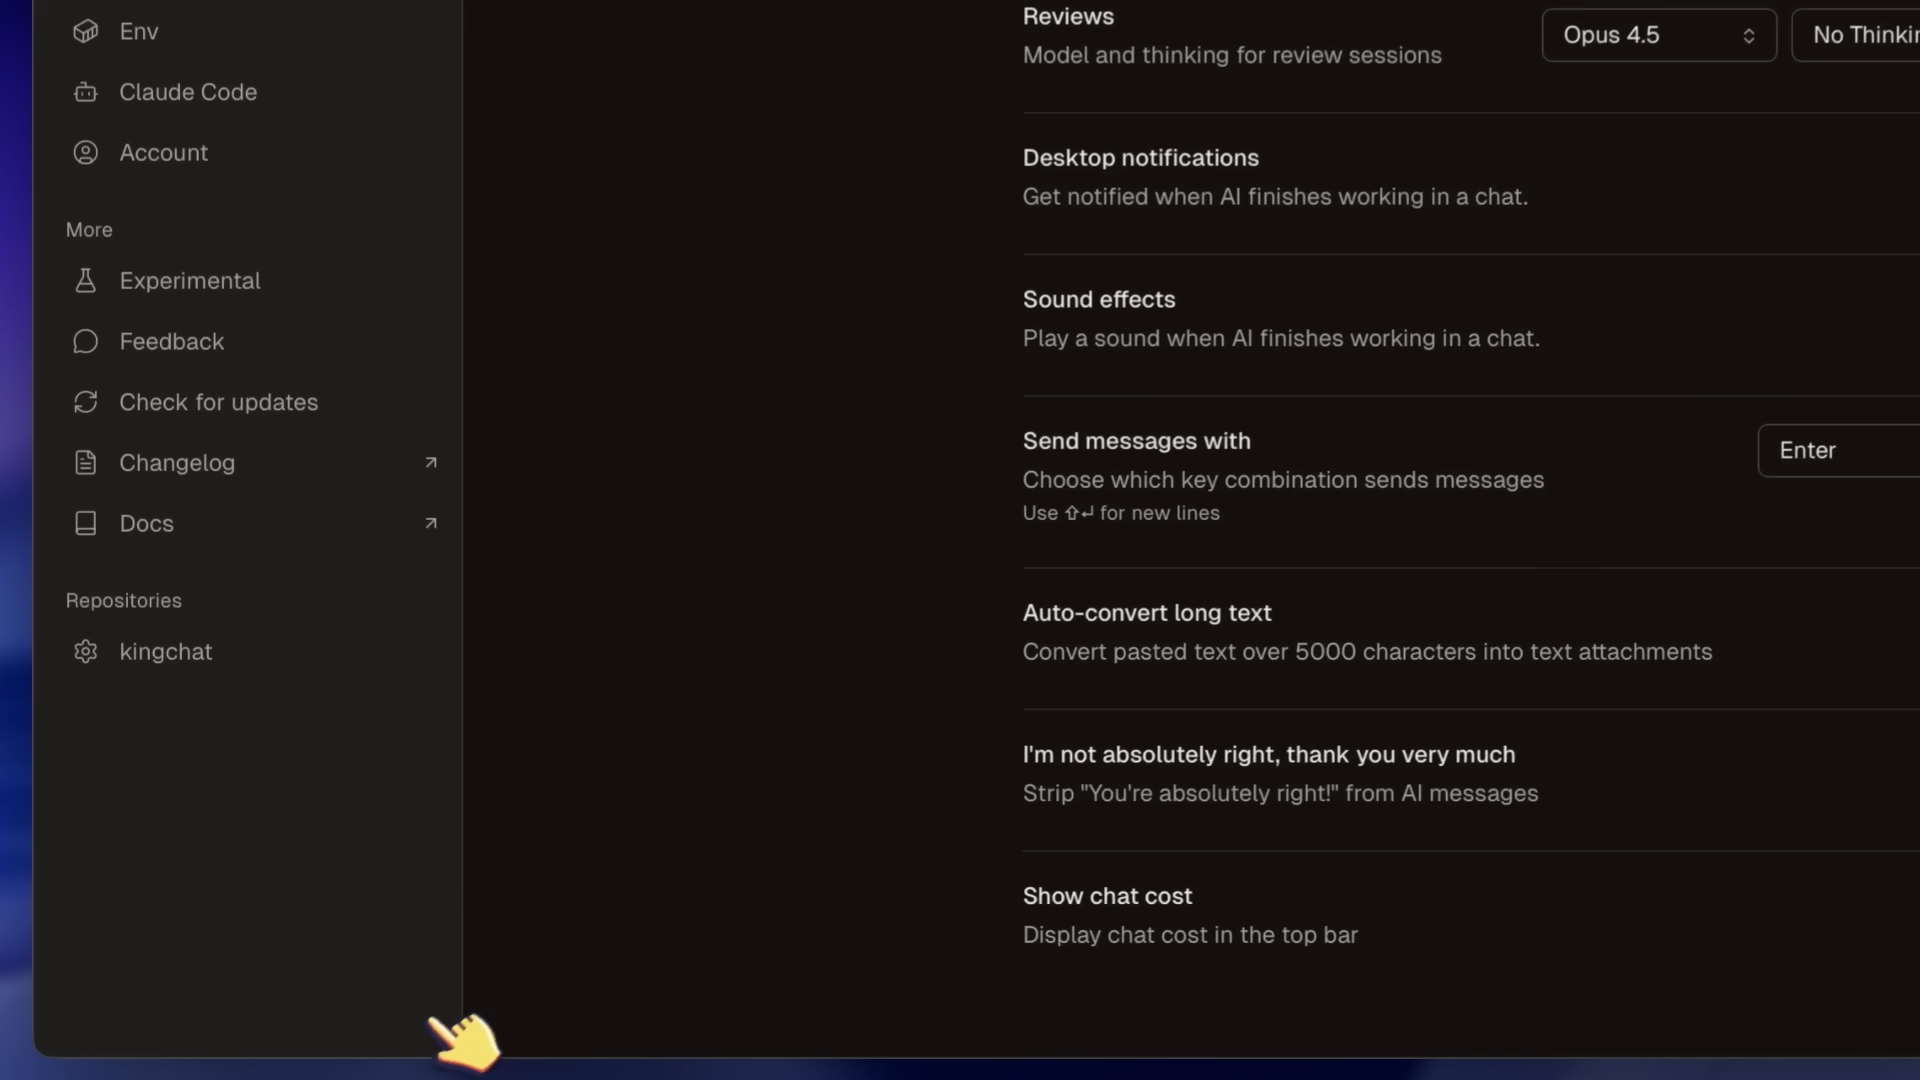 Env
Claude Code
Account
More
Experimental
Feedback
Check for updates
Changelog
Docs
Repositories
kingchat
Reviews
Model and thinking for review sessions
Opus 4.5
No Thinkin
Desktop notifications
Get notified when AI finishes working in a chat.
Sound effects
Play a sound when AI finishes working in a chat.
Send messages with
Choose which key combination sends messages
Use ⇧↵ for new lines
Enter
Auto-convert long text
Convert pasted text over 5000 characters into text attachments
I'm not absolutely right, thank you very much
Strip "You're absolutely right!" from AI messages
Show chat cost
Display chat cost in the top bar